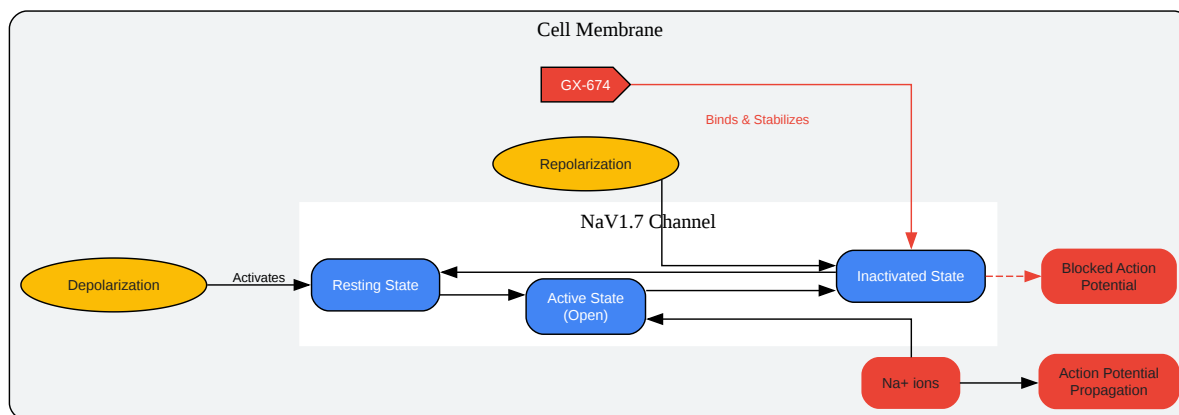 Cell Membrane
GX-674
Binds & Stabilizes
Repolarization
NaV1.7 Channel
Depolarization
Activates
Resting State
Active State
(Open)
Inactivated State
Blocked Action
Potential
Na+ ions
Action Potential
Propagation